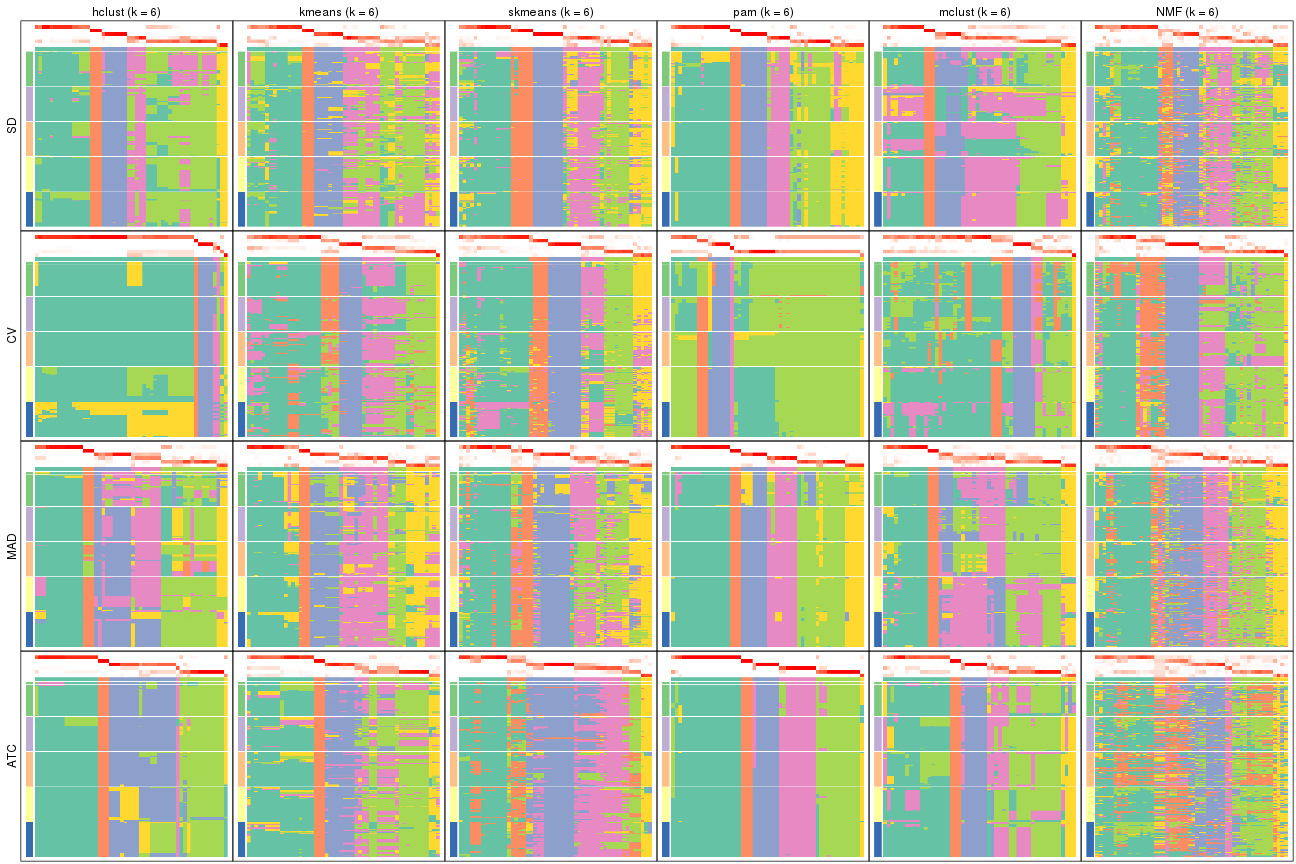 hclust (k = 6) kmeans (k = 6) skmeans (k = 6) pam (k = 6) mclust (k = 6) NMF (k = 6)
SD
CV
MAD
ATC